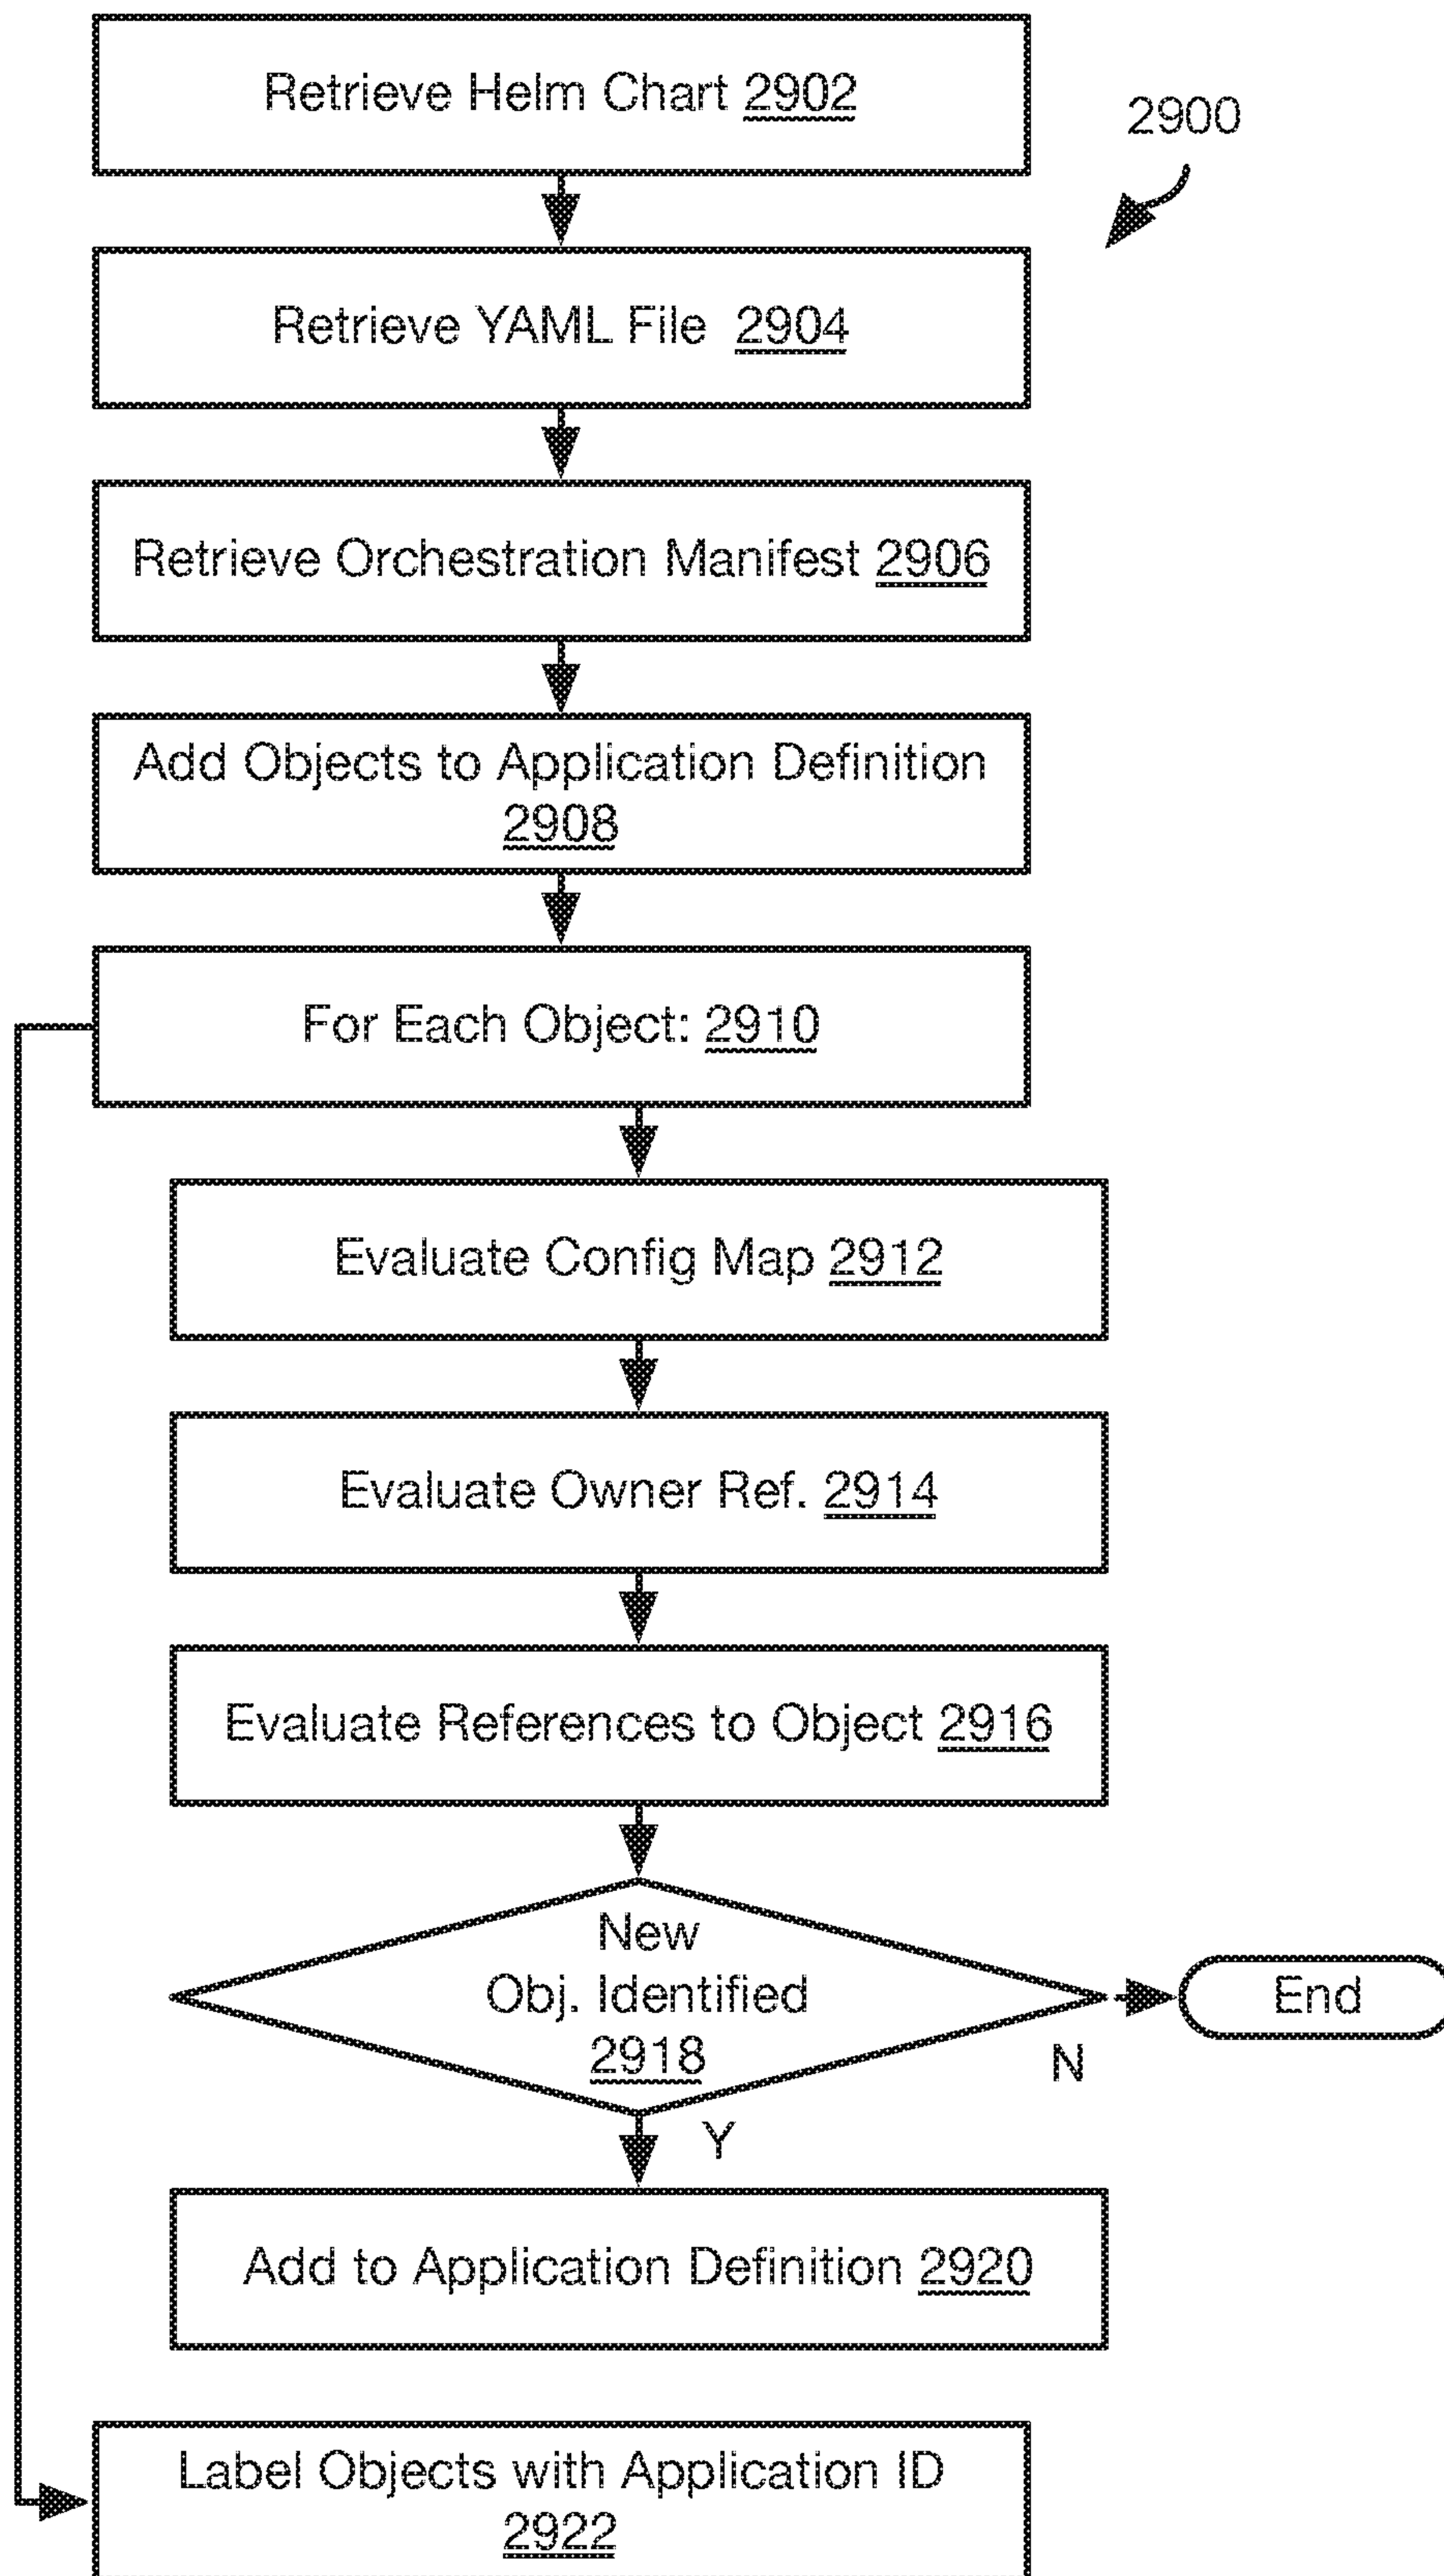 Retrieve Helm Chart 2902
2900
Retrieve YAML File 2904
Retrieve Orchestration Manifest 2906
Add Objects to Application Definition
2908
For Each Object: 2910
Evaluate Config Map 2912
Evaluate Owner Ref. 2914
Evaluate References to Object 2916
New
Obj. Identified
2918
End
N
Y
Add to Application Definition 2920
Label Objects with Application ID
2922